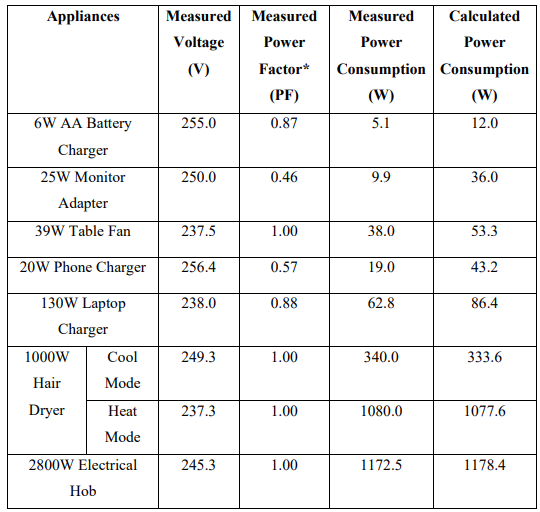 Appliances Measured Voltage (V) Measured Power Factor* (PF) Measured Power Consumption (W) Calculated Power Consumption (W)
6W AA Battery Charger 255.0 0.87 5.1 12.0
25W Monitor Adapter 250.0 0.46 9.9 36.0
39W Table Fan 237.5 1.00 38.0 53.3
20W Phone Charger 256.4 0.57 19.0 43.2
130W Laptop Charger 238.0 0.88 62.8 86.4
1000W Hair Dryer Cool Mode 249.3 1.00 340.0 333.6
Heat Mode 237.3 1.00 1080.0 1077.6
2800W Electrical Hob 245.3 1.00 1172.5 1178.4